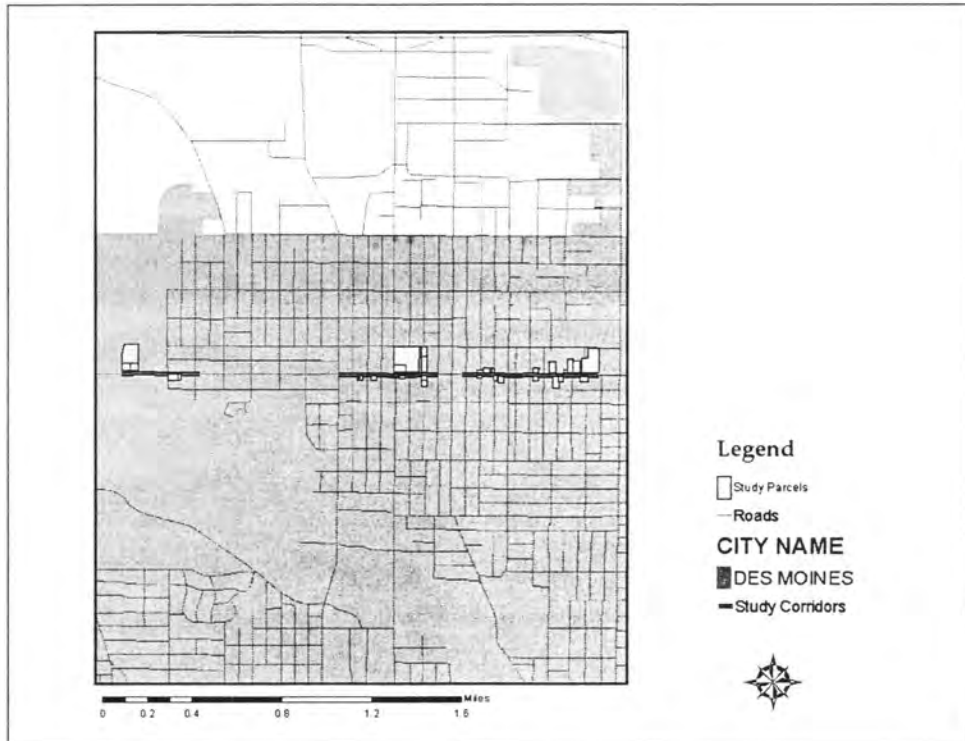 Legend
Study Parcels
Roads
CITY NAME
DES MOINES
Study Corridors
Miles
0 0.2 0.4 0.8 1.2 1.6